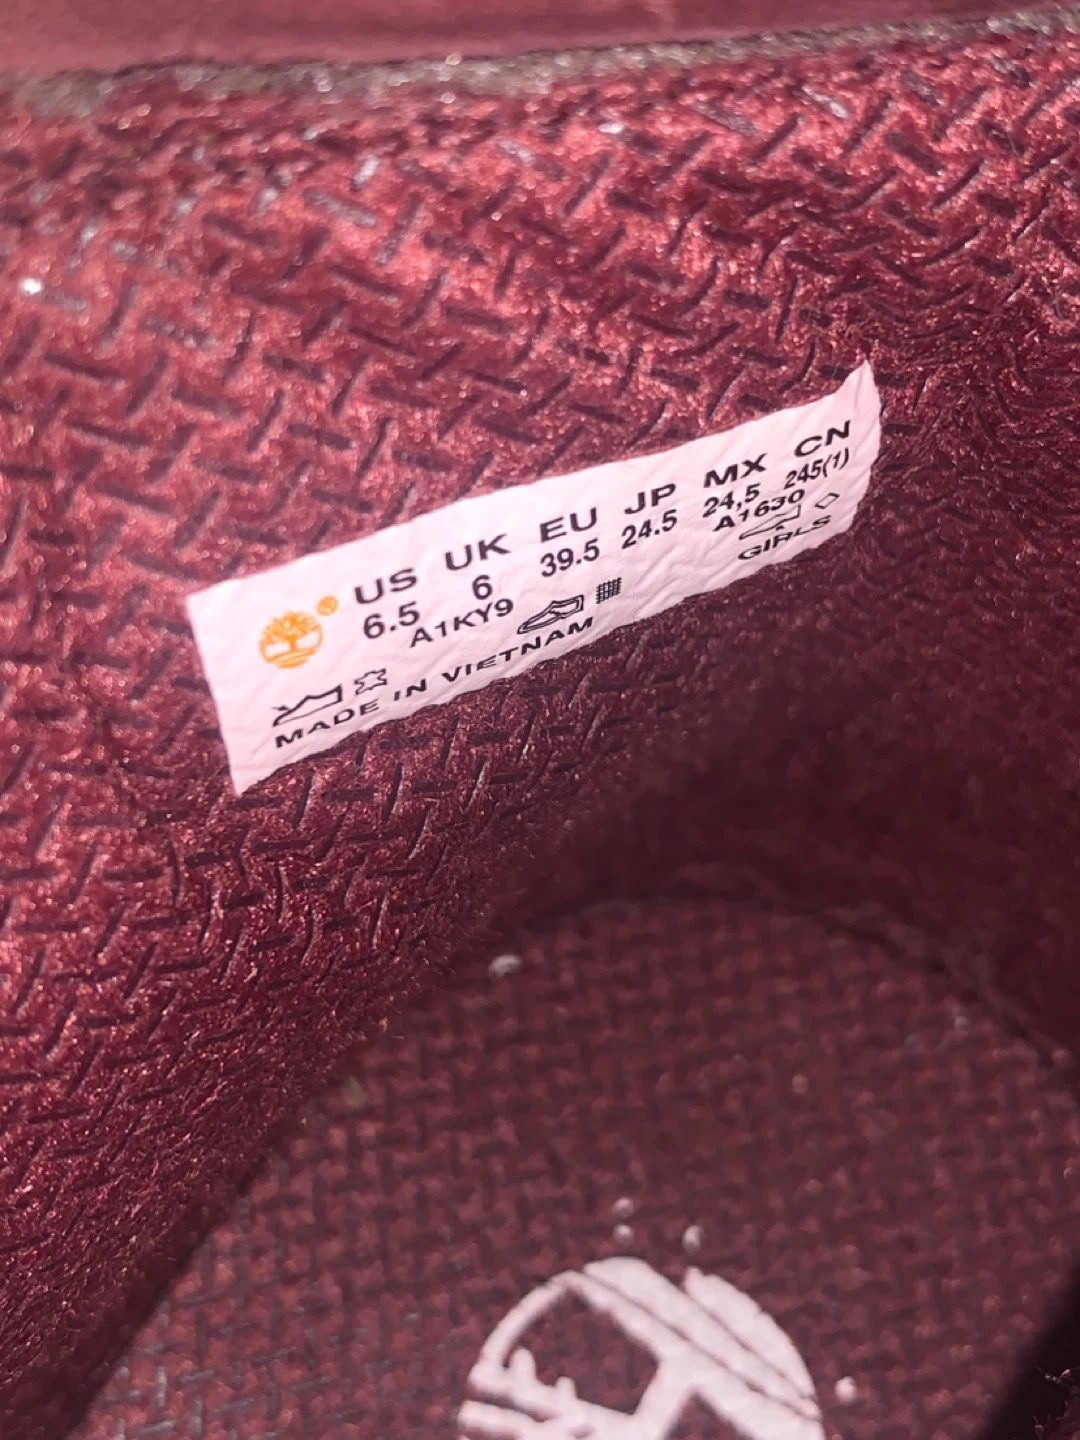 ® US UK EU JP MX CN
6.5 6 39.5 24.5 24,5 245(1)
A1KY9 A1630
GIRLS
MADE IN VIETNAM